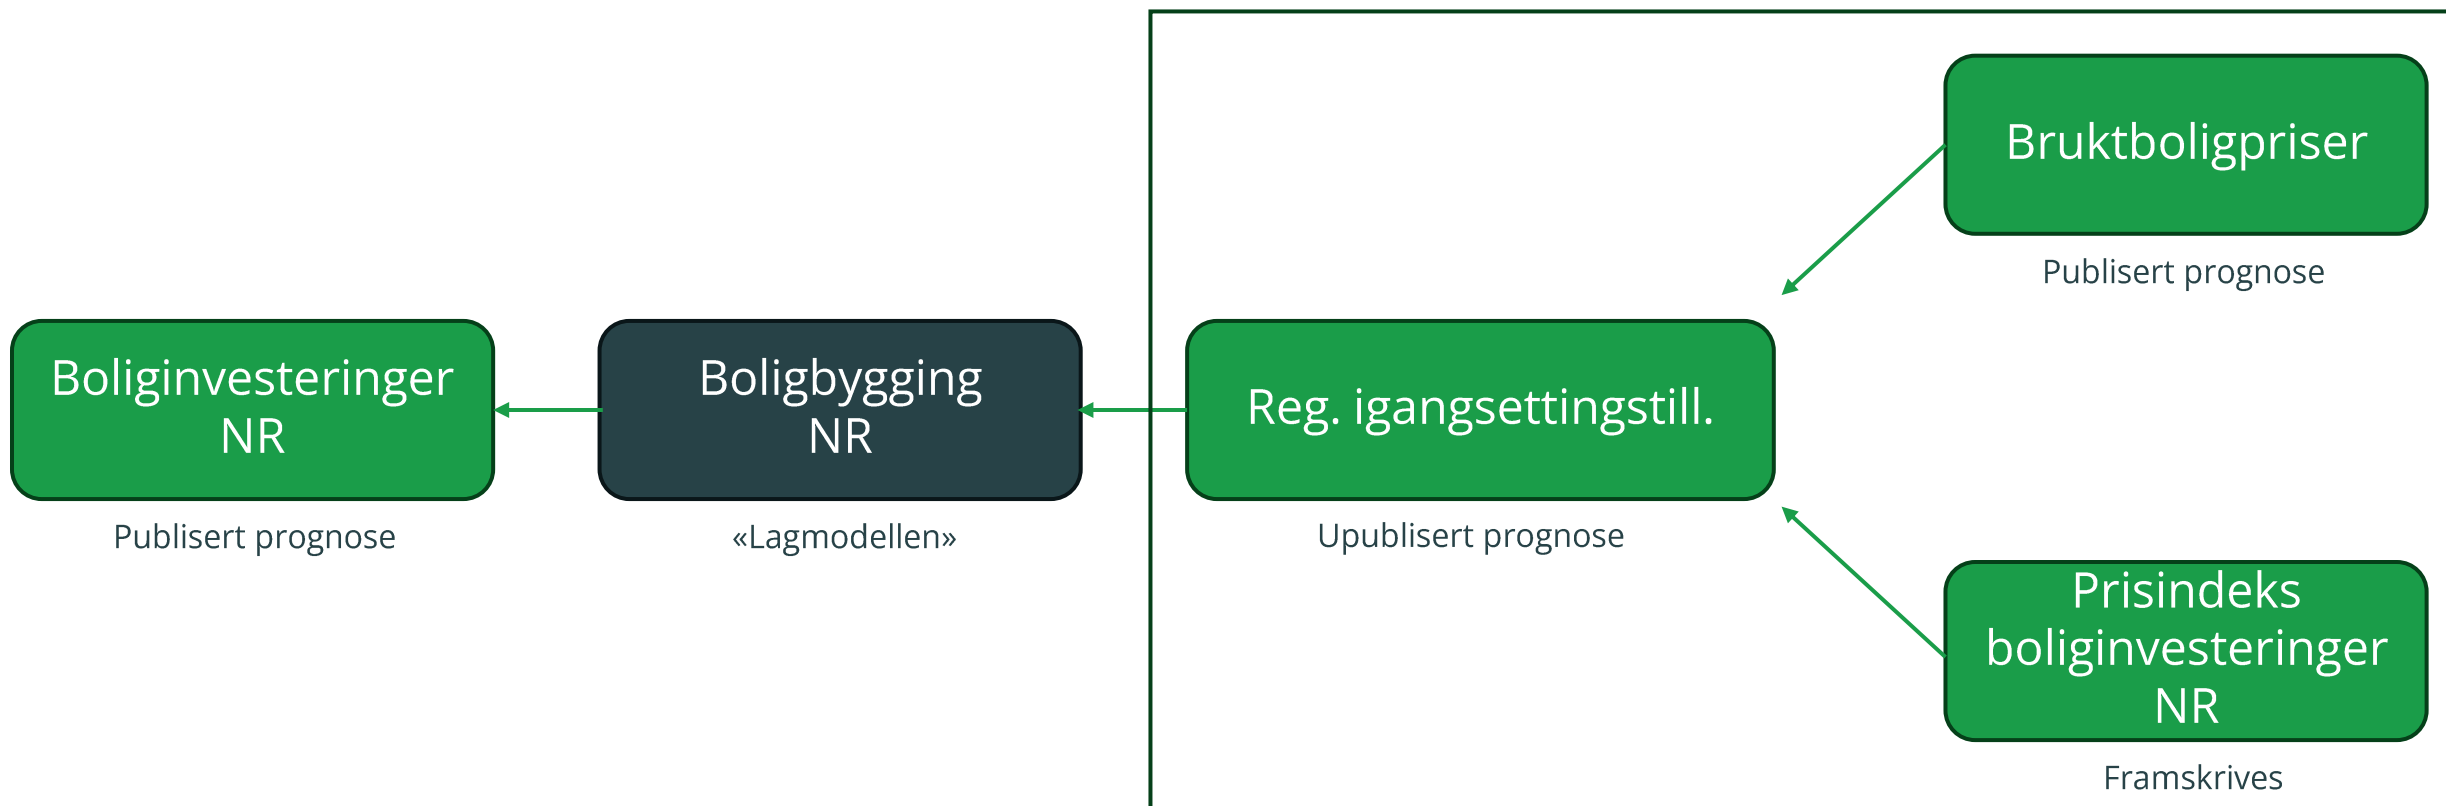 Boliginvesteringer
NR
Publisert prognose
Boligbygging
NR
«Lagmodellen»
Reg. igangsettingstill.
Upublisert prognose
Bruktboligpriser
Publisert prognose
Prisindeks
boliginvesteringer
NR
Framskrives